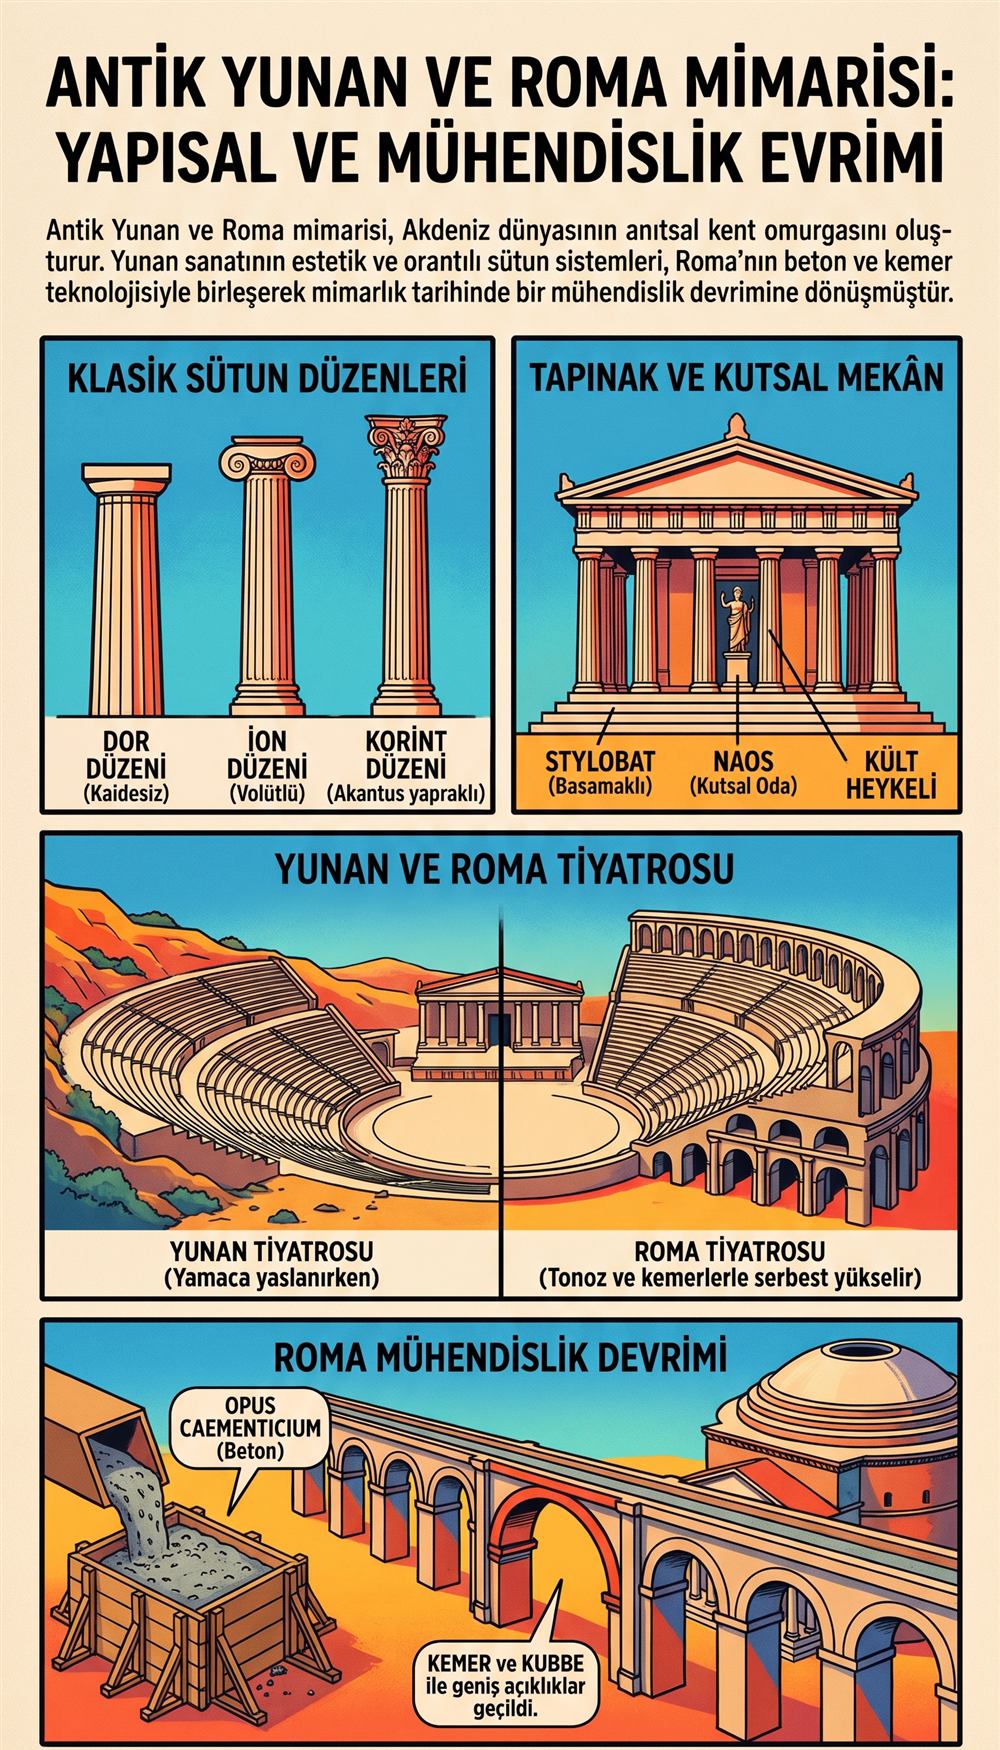 ANTİK YUNAN VE ROMA MİMARİSİ:
YAPISAL VE MÜHENDİSLİK EVRİMİ
Antik Yunan ve Roma mimarisi, Akdeniz dünyasının anıtsal kent omurgasını oluş-
turur. Yunan sanatının estetik ve orantılı sütun sistemleri, Roma'nın beton ve kemer
teknolojisiyle birleşerek mimarlık tarihinde bir mühendislik devrimine dönüşmüştür.
KLASİK SÜTUN DÜZENLERİ
DOR
DÜZENİ
(Kaidesiz)
İON
DÜZENİ
(Volütlü)
KORİNT
DÜZENİ
(Akantus yapraklı)
TAPINAK VE KUTSAL MEKÂN
STYLOBAT
(Basamaklı)
NAOS
(Kutsal Oda)
KÜLT
HEYKELİ
YUNAN VE ROMA TİYATROSU
YUNAN TİYATROSU
(Yamaca yaslanırken)
ROMA TİYATROSU
(Tonoz ve kemerlerle serbest yükselir)
ROMA MÜHENDİSLİK DEVRİMİ
OPUS
CAEMENTICIUM
(Beton)
KEMER ve KUBBE
ile geniş açıklıklar
geçildi.